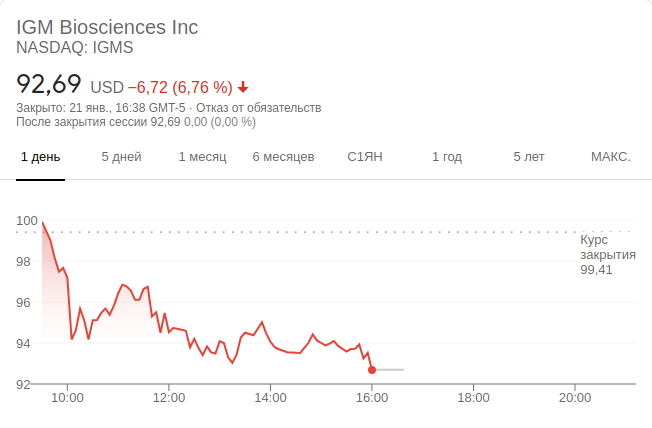 IGM Biosciences Inc
NASDAQ: IGMS
92,69 USD −6,72 (6,76 %)
Закрыто: 21 янв., 16:38 GMT-5 · Отказ от обязательств
После закрытия сессии 92,69 0,00 (0,00 %)
1 день 5 дней 1 месяц 6 месяцев С1ЯН 1 год 5 лет МАКС.
100
Курс
закрытия
98
99,41
96
94
92
10:00 12:00 14:00 16:00 18:00 20:00